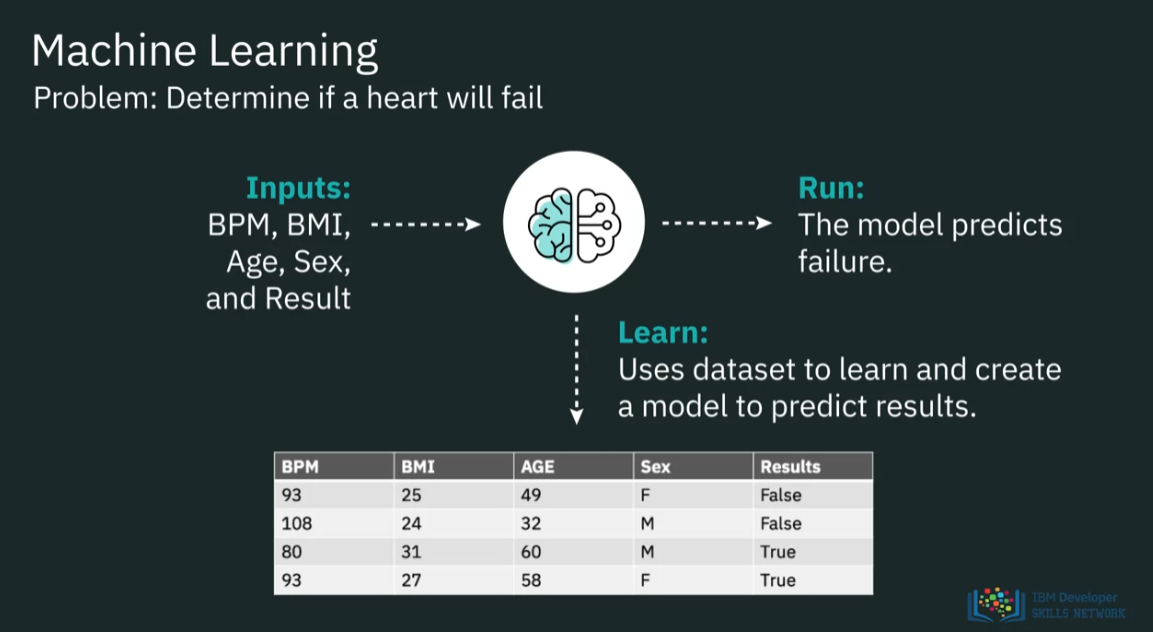 Machine Learning
Problem: Determine if a heart will fail
Inputs:
BPM, BMI,
Age, Sex,
and Result
Run:
The model predicts
failure.
Learn:
Uses dataset to learn and create
a model to predict results.
BPM BMI AGE Sex Results
93 25 49 F False
108 24 32 M False
80 31 60 M True
93 27 58 F True
IBM Developer
SKILLS NETWORK